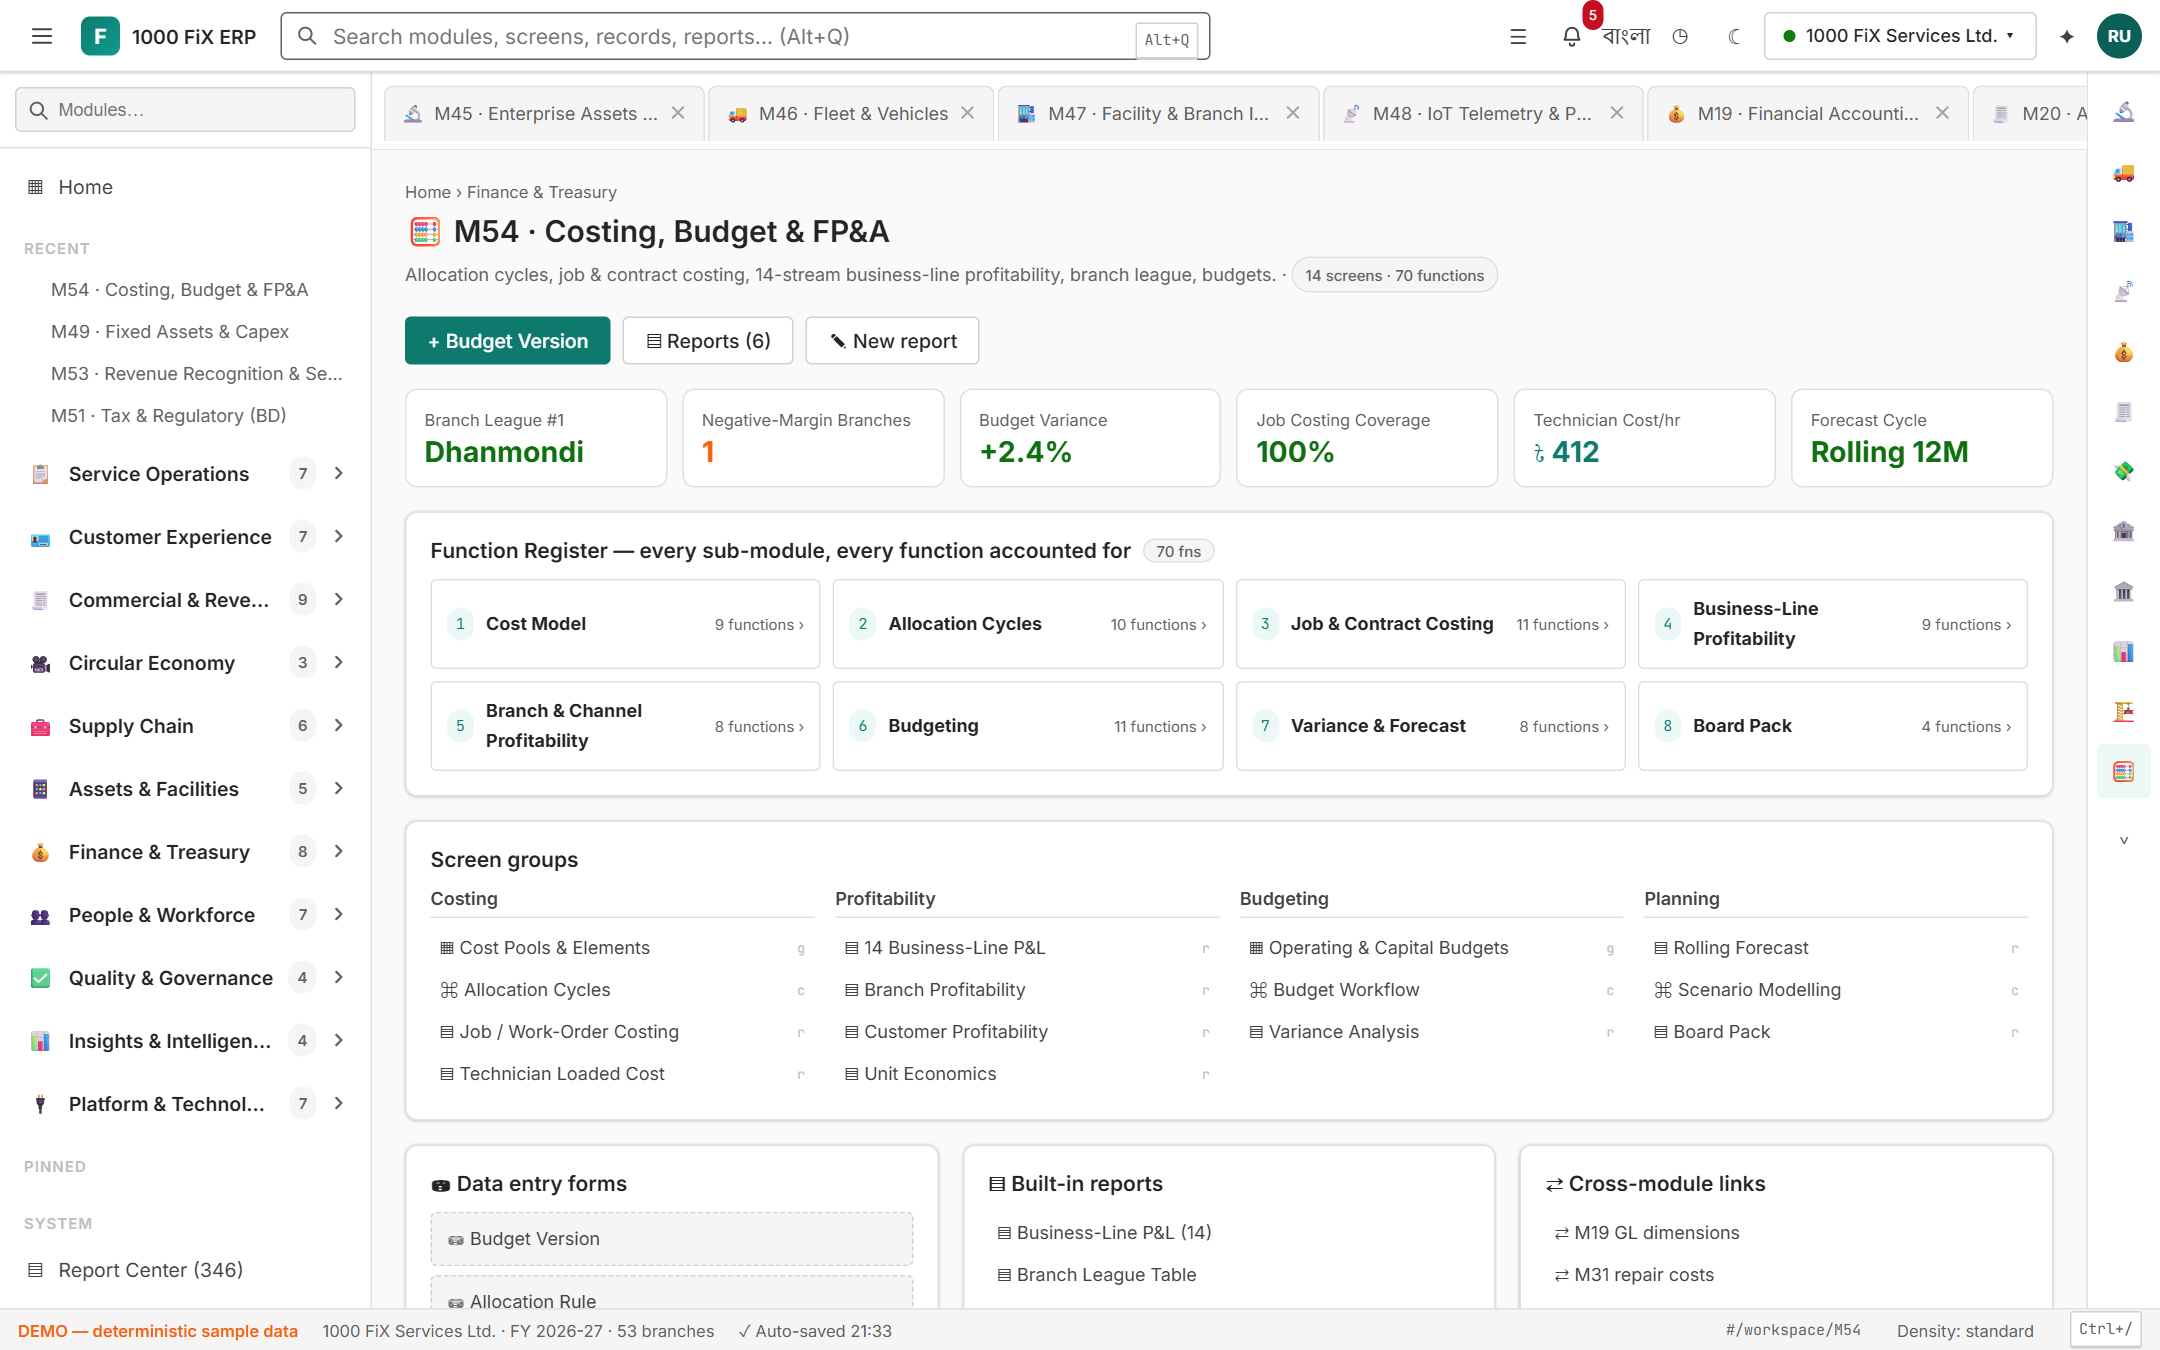 F 1000 FiX ERP
Search modules, screens, records, reports... (Alt+Q) Alt+Q
5
বাংলা
1000 FiX Services Ltd.
RU
Modules...
Home
RECENT
M54 · Costing, Budget & FP&A
M49 · Fixed Assets & Capex
M53 · Revenue Recognition & Se...
M51 · Tax & Regulatory (BD)
Service Operations 7
Customer Experience 7
Commercial & Reve... 9
Circular Economy 3
Supply Chain 6
Assets & Facilities 5
Finance & Treasury 8
People & Workforce 7
Quality & Governance 4
Insights & Intelligen... 4
Platform & Technol... 7
PINNED
SYSTEM
Report Center (346)
M45 · Enterprise Assets ...
M46 · Fleet & Vehicles
M47 · Facility & Branch I...
M48 · IoT Telemetry & P...
M19 · Financial Accounti...
M20 · A
Home › Finance & Treasury
M54 · Costing, Budget & FP&A
Allocation cycles, job & contract costing, 14-stream business-line profitability, branch league, budgets. · 14 screens · 70 functions
+ Budget Version
Reports (6)
New report
Branch League #1
Dhanmondi
Negative-Margin Branches
1
Budget Variance
+2.4%
Job Costing Coverage
100%
Technician Cost/hr
৳ 412
Forecast Cycle
Rolling 12M
Function Register — every sub-module, every function accounted for 70 fns
1 Cost Model 9 functions ›
2 Allocation Cycles 10 functions ›
3 Job & Contract Costing 11 functions ›
4 Business-Line Profitability 9 functions ›
5 Branch & Channel Profitability 8 functions ›
6 Budgeting 11 functions ›
7 Variance & Forecast 8 functions ›
8 Board Pack 4 functions ›
Screen groups
Costing
Cost Pools & Elements g
Allocation Cycles c
Job / Work-Order Costing r
Technician Loaded Cost r
Profitability
14 Business-Line P&L r
Branch Profitability r
Customer Profitability r
Unit Economics r
Budgeting
Operating & Capital Budgets g
Budget Workflow c
Variance Analysis r
Planning
Rolling Forecast r
Scenario Modelling c
Board Pack r
Data entry forms
Budget Version
Allocation Rule
Built-in reports
Business-Line P&L (14)
Branch League Table
Cross-module links
M19 GL dimensions
M31 repair costs
DEMO — deterministic sample data
1000 FiX Services Ltd. · FY 2026-27 · 53 branches
✓ Auto-saved 21:33
#/workspace/M54
Density: standard
Ctrl+/